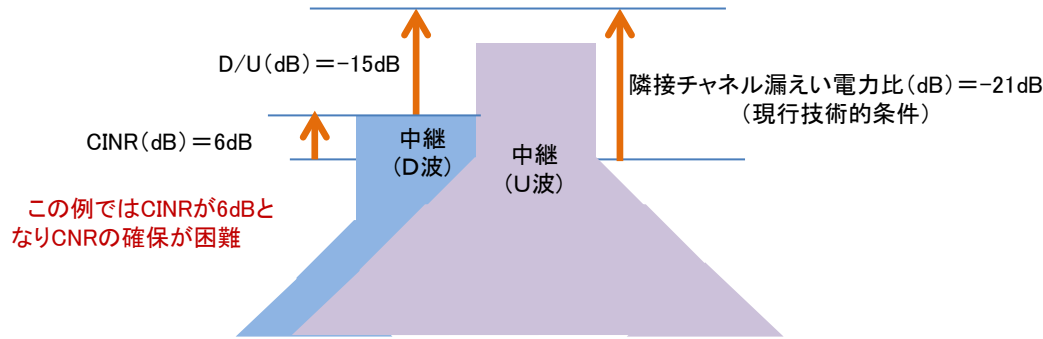 D/U(dB)=-15dB
隣接チャネル漏えい電力比(dB)=-21dB
(現行技術的条件)
CINR(dB)=6dB
中継
(D波)
中継
(U波)
この例ではCINRが6dBと
なりCNRの確保が困難